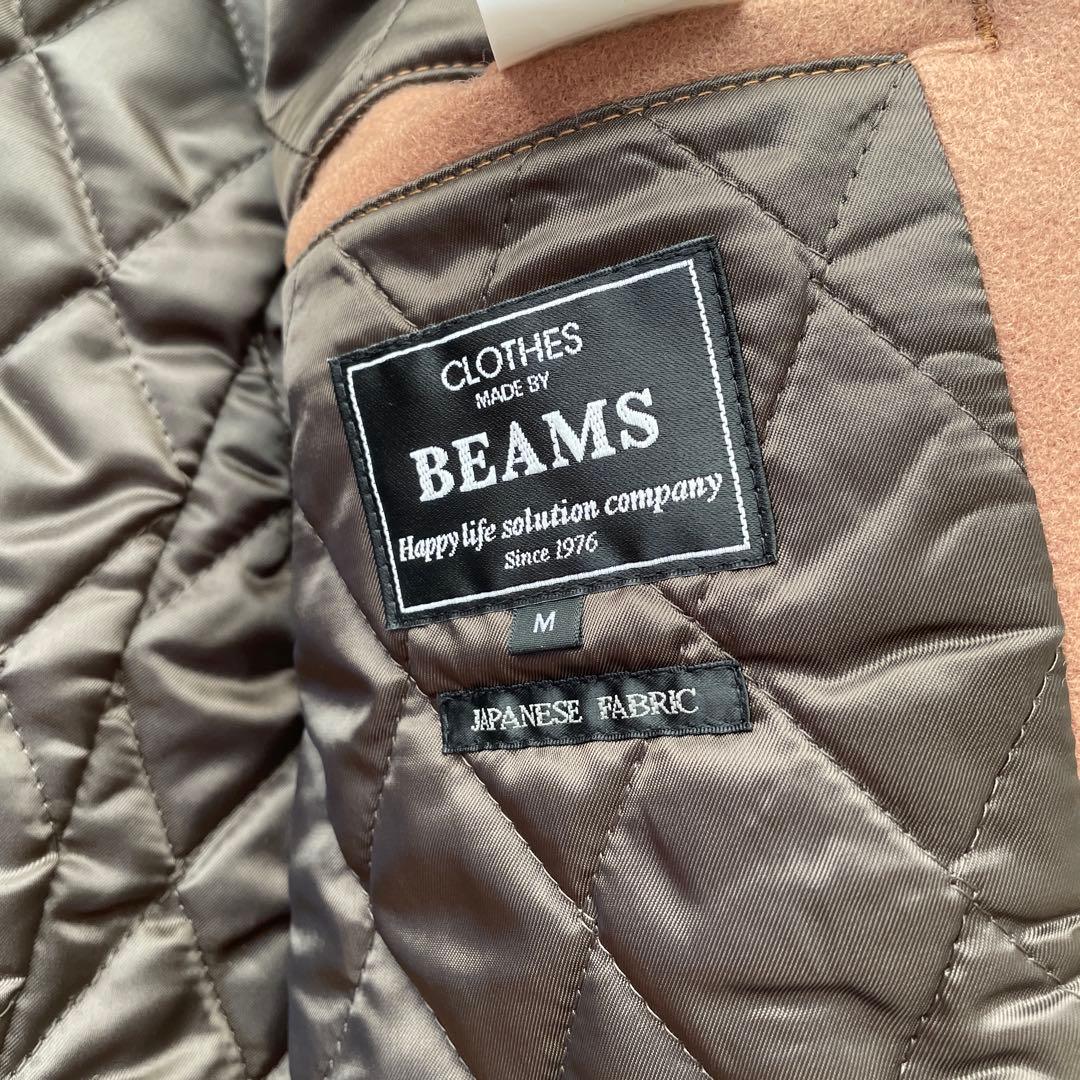 CLOTHES
MADE BY
BEAMS
Happy life solution company
Since 1976
M
JAPANESE FABRIC